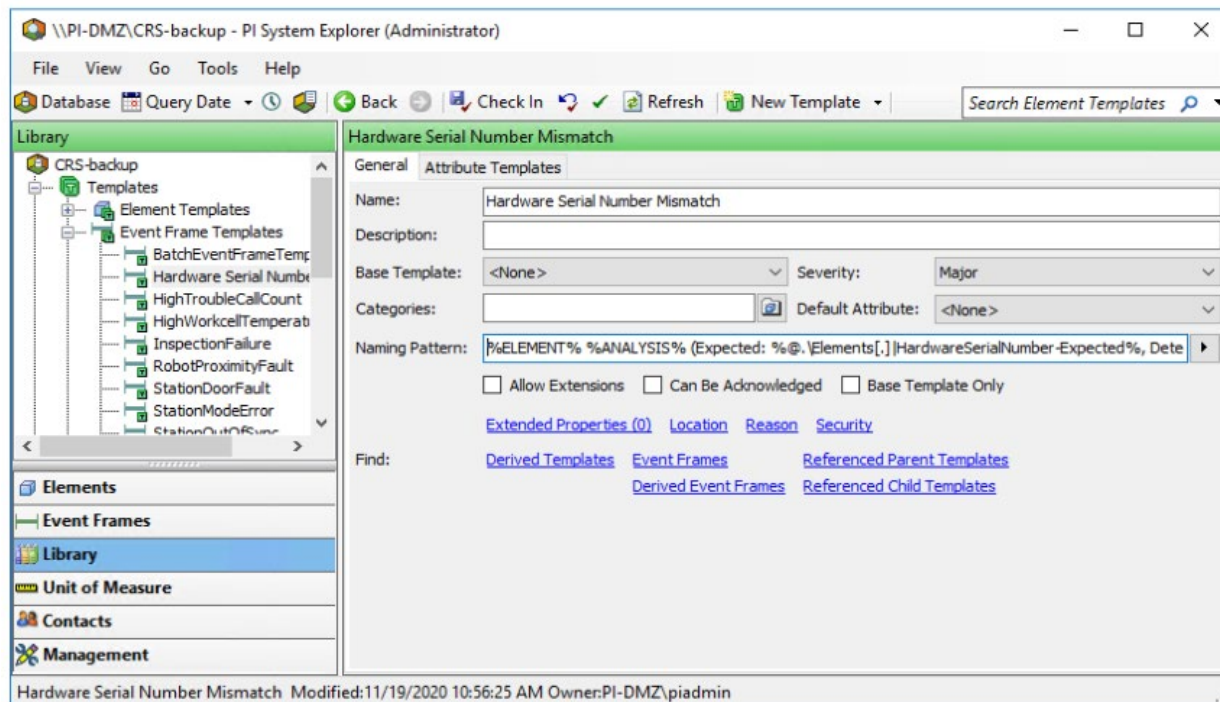 \\PI-DMZ\CRS-backup - PI System Explorer (Administrator)
File View Go Tools Help
Database Query Date Back Check In Refresh New Template Search Element Templates
Library
CRS-backup
Templates
Element Templates
Event Frame Templates
BatchEventFrameTemp
Hardware Serial Numbe
HighTroubleCallCount
HighWorkcellTemperat
InspectionFailure
RobotProximityFault
StationDoorFault
StationModeError
StationOutOfSync
Elements
Event Frames
Library
Unit of Measure
Contacts
Management
Hardware Serial Number Mismatch
General Attribute Templates
Name: Hardware Serial Number Mismatch
Description:
Base Template: <None> Severity: Major
Categories: Default Attribute: <None>
Naming Pattern: %ELEMENT% %ANALYSIS% (Expected: %@.\Elements[.]|HardwareSerialNumber-Expected%, Dete
Allow Extensions Can Be Acknowledged Base Template Only
Extended Properties (0) Location Reason Security
Find: Derived Templates Event Frames Referenced Parent Templates
Derived Event Frames Referenced Child Templates
Hardware Serial Number Mismatch Modified:11/19/2020 10:56:25 AM Owner:PI-DMZ\piadmin